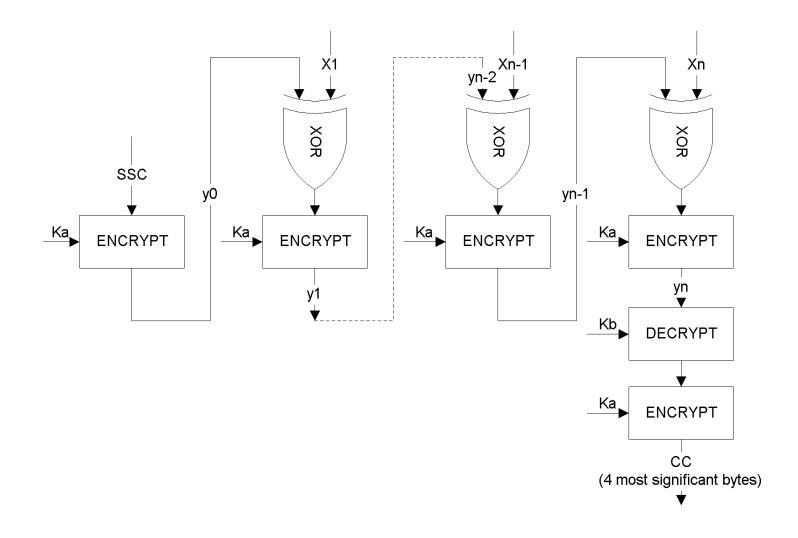 X1
Xn-1
Xn
yn-2
XOR
XOR
XOR
SSC
y0
yn-1
Ka
ENCRYPT
Ka
ENCRYPT
Ka
ENCRYPT
Ka
ENCRYPT
y1
yn
Kb
DECRYPT
Ka
ENCRYPT
CC
(4 most significant bytes)